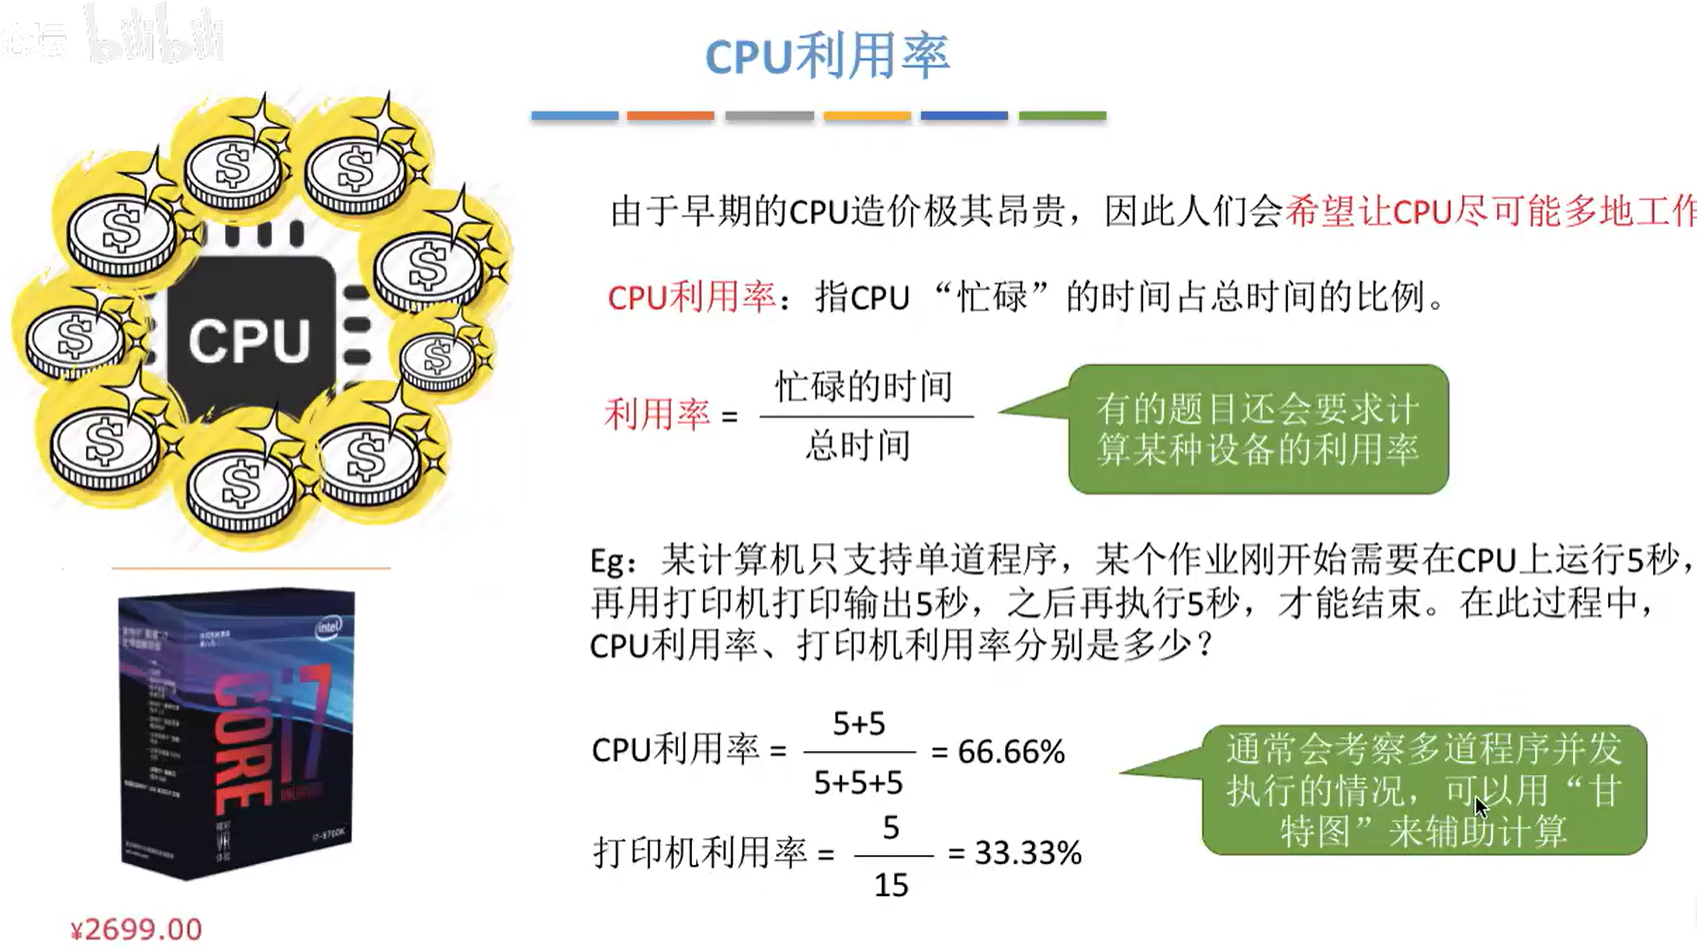 bilibili
CPU利用率
由于早期的CPU造价极其昂贵，因此人们会希望让CPU尽可能多地工作
CPU利用率：指CPU “忙碌”的时间占总时间的比例。
利用率 =
忙碌的时间
总时间
有的题目还会要求计
算某种设备的利用率
CPU
Eg：某计算机只支持单道程序，某个作业刚开始需要在CPU上运行5秒，
再用打印机打印输出5秒，之后再执行5秒，才能结束。在此过程中，
CPU利用率、打印机利用率分别是多少？
CPU利用率 =
5+5
5+5+5
= 66.66%
通常会考察多道程序并发
执行的情况，可以用“甘
特图”来辅助计算
打印机利用率 =
5
15
= 33.33%
intel
CORE i7
¥2699.00